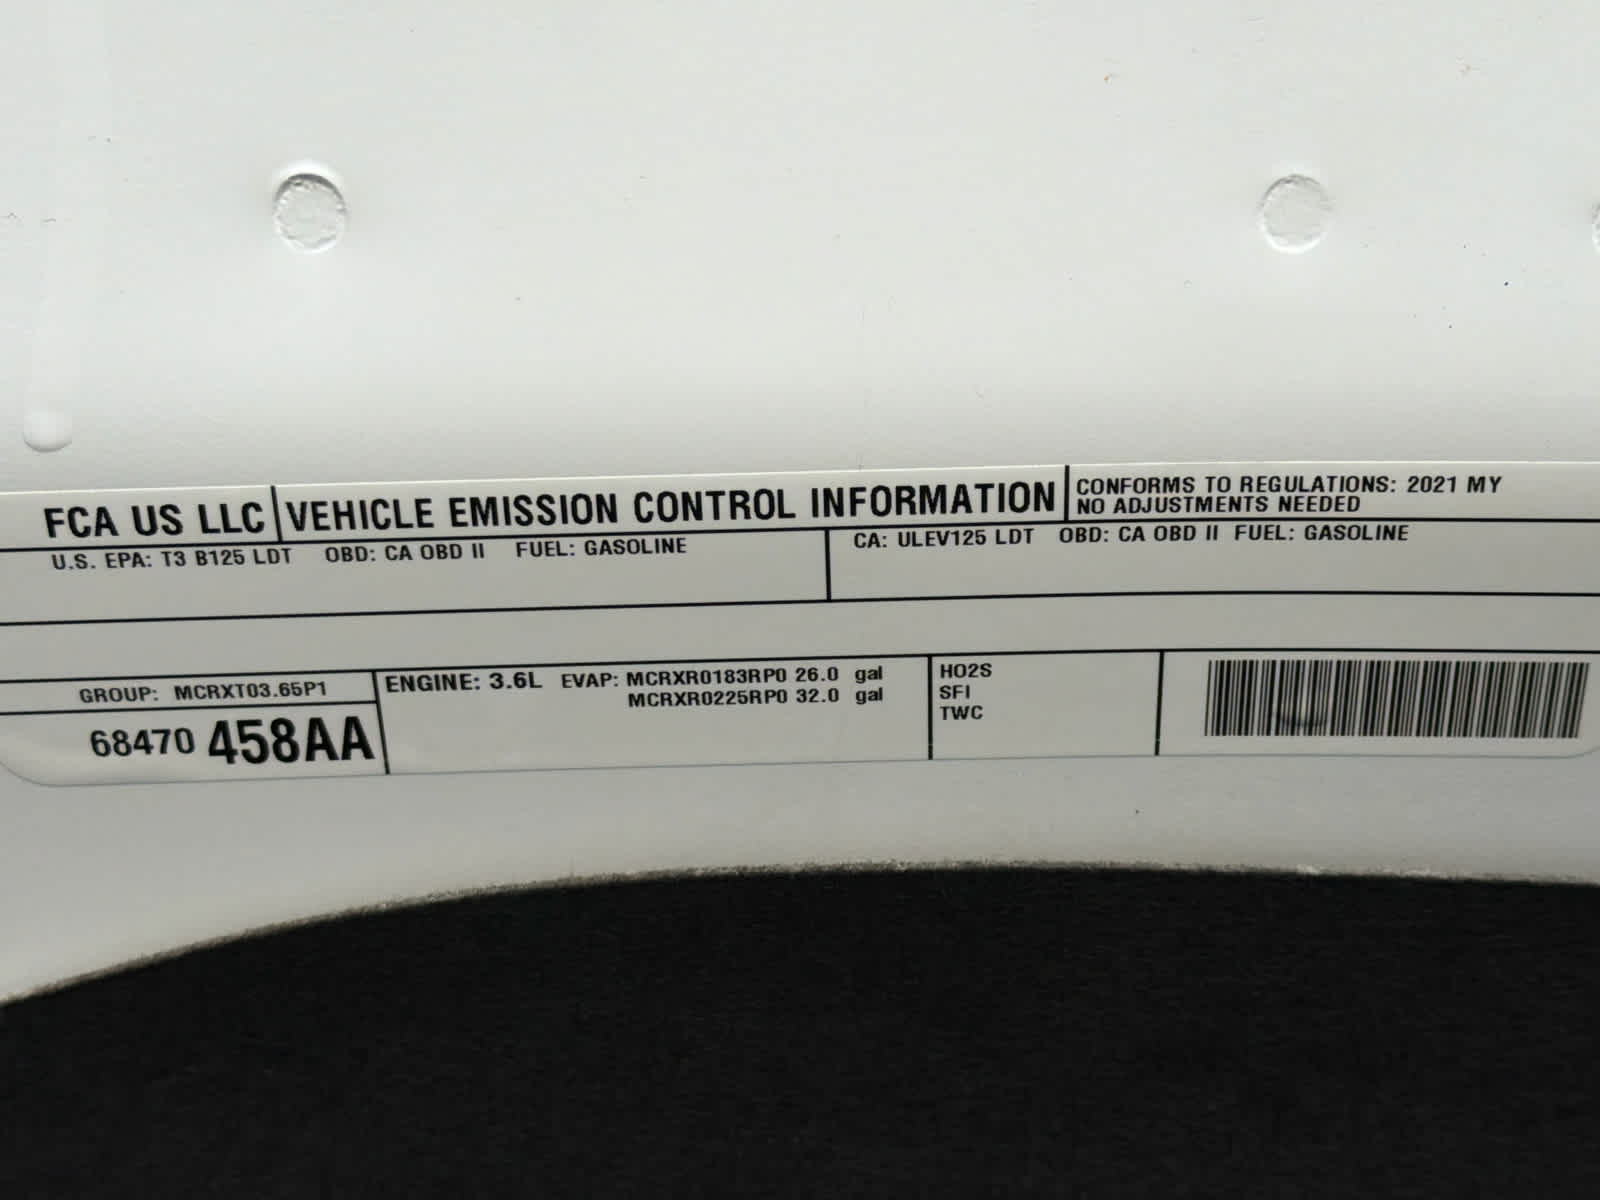 FCA US LLC VEHICLE EMISSION CONTROL INFORMATION
CONFORMS TO REGULATIONS: 2021 MY
NO ADJUSTMENTS NEEDED
U.S. EPA: T3 B125 LDT OBD: CA OBD II FUEL: GASOLINE
CA: ULEV125 LDT OBD: CA OBD II FUEL: GASOLINE
GROUP: MCRXT03.65P1
68470 458AA
ENGINE: 3.6L EVAP: MCRXR0183RP0 26.0 gal
MCRXR0225RP0 32.0 gal
HO2S
SFI
TWC